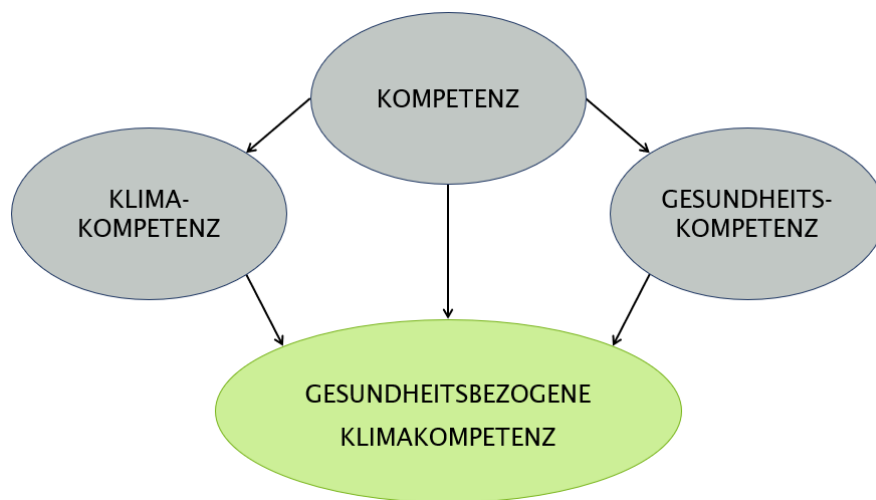 KOMPETENZ
KLIMA-
KOMPETENZ
GESUNDHEITS-
KOMPETENZ
GESUNDHEITSBEZOGENE
KLIMAKOMPETENZ